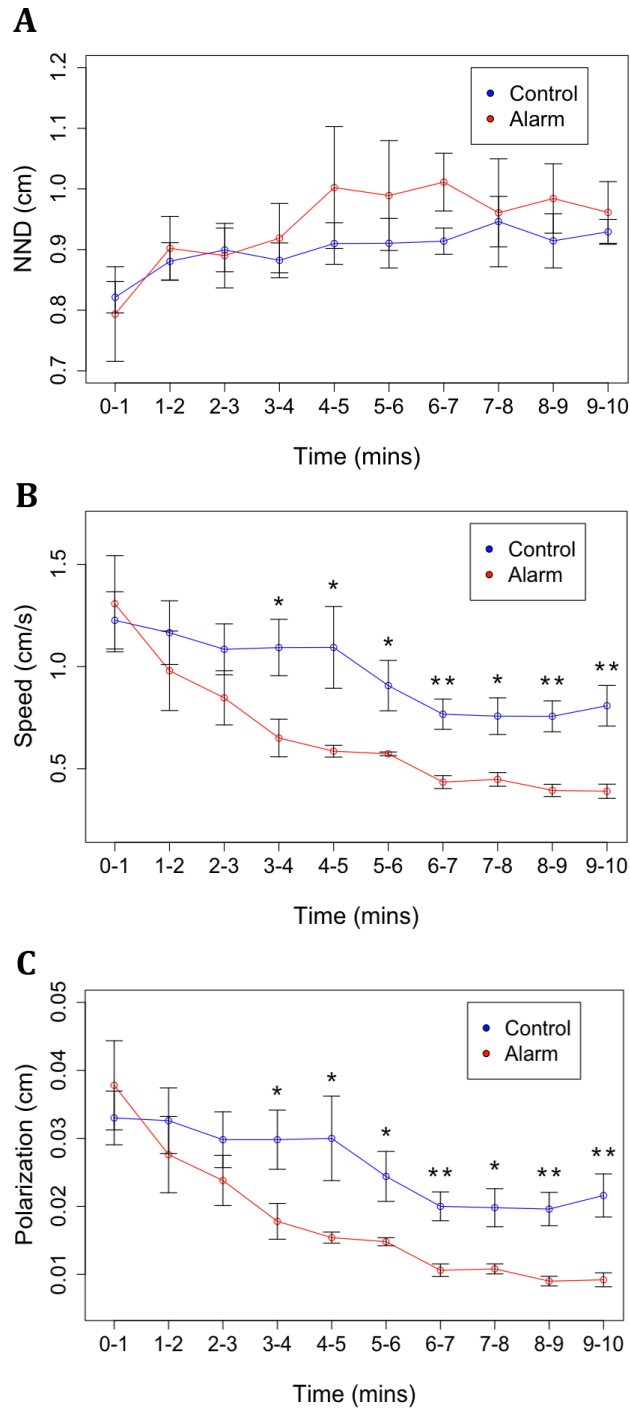 A
NND (cm)
1.2
1.1
1.0
0.9
0.8
0.7
Control
Alarm
0-1 1-2 2-3 3-4 4-5 5-6 6-7 7-8 8-9 9-10
Time (mins)
B
Speed (cm/s)
1.5
1.0
0.5
Control
Alarm
* * * ** * ** **
0-1 1-2 2-3 3-4 4-5 5-6 6-7 7-8 8-9 9-10
Time (mins)
C
Polarization (cm)
0.05
0.04
0.03
0.02
0.01
Control
Alarm
* * * ** * ** **
0-1 1-2 2-3 3-4 4-5 5-6 6-7 7-8 8-9 9-10
Time (mins)